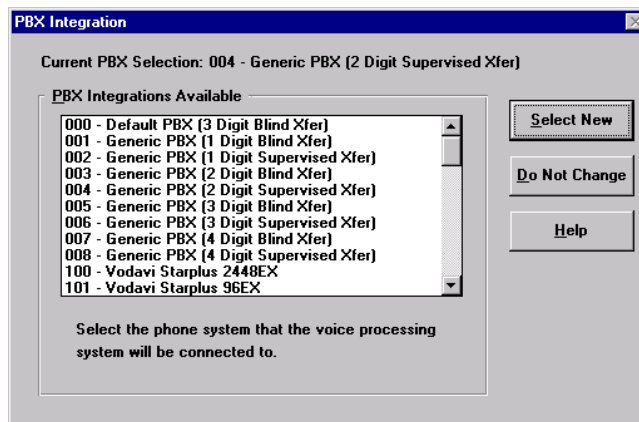 PBX Integration
Current PBX Selection: 004 - Generic PBX (2 Digit Supervised Xfer)
PBX Integrations Available
000 - Default PBX (3 Digit Blind Xfer)
001 - Generic PBX (1 Digit Blind Xfer)
002 - Generic PBX (1 Digit Supervised Xfer)
003 - Generic PBX (2 Digit Blind Xfer)
004 - Generic PBX (2 Digit Supervised Xfer)
005 - Generic PBX (3 Digit Blind Xfer)
006 - Generic PBX (3 Digit Supervised Xfer)
007 - Generic PBX (4 Digit Blind Xfer)
008 - Generic PBX (4 Digit Supervised Xfer)
100 - Vodavi Starplus 2448EX
101 - Vodavi Starplus 96EX
Select the phone system that the voice processing
system will be connected to.
Select New
Do Not Change
Help